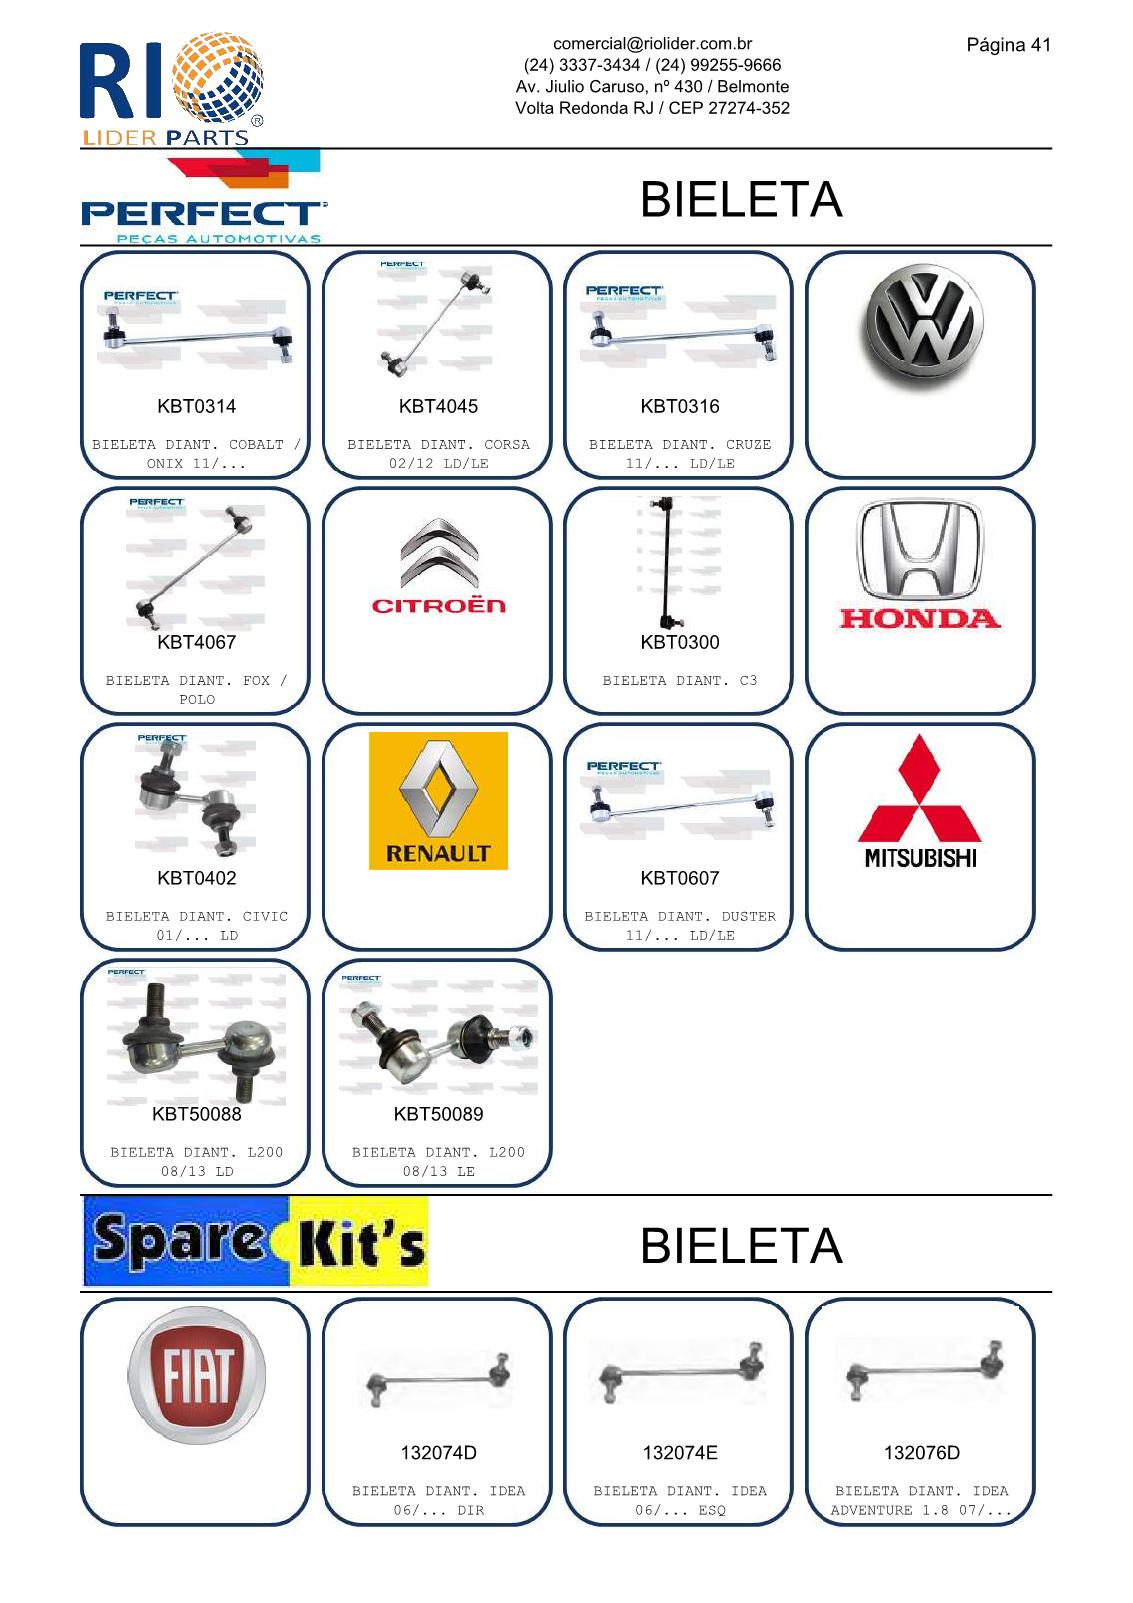 RIO
LIDER PARTS®
comercial@riolider.com.br
(24) 3337-3434 / (24) 99255-9666
Av. Jiulio Caruso, nº 430 / Belmonte
Volta Redonda RJ / CEP 27274-352
Página 41
PERFECT
PEÇAS AUTOMOTIVAS
BIELETA
PERFECT
KBT0314
BIELETA DIANT. COBALT /
ONIX 11/...
PERFECT
KBT4045
BIELETA DIANT. CORSA
02/12 LD/LE
PERFECT
KBT0316
BIELETA DIANT. CRUZE
11/... LD/LE
PERFECT
KBT4067
BIELETA DIANT. FOX /
POLO
CITROËN
KBT0300
BIELETA DIANT. C3
HONDA
PERFECT
KBT0402
BIELETA DIANT. CIVIC
01/... LD
RENAULT
PERFECT
KBT0607
BIELETA DIANT. DUSTER
11/... LD/LE
MITSUBISHI
PERFECT
KBT50088
BIELETA DIANT. L200
08/13 LD
PERFECT
KBT50089
BIELETA DIANT. L200
08/13 LE
Spare Kit's
BIELETA
FIAT
132074D
BIELETA DIANT. IDEA
06/... DIR
132074E
BIELETA DIANT. IDEA
06/... ESQ
132076D
BIELETA DIANT. IDEA
ADVENTURE 1.8 07/...